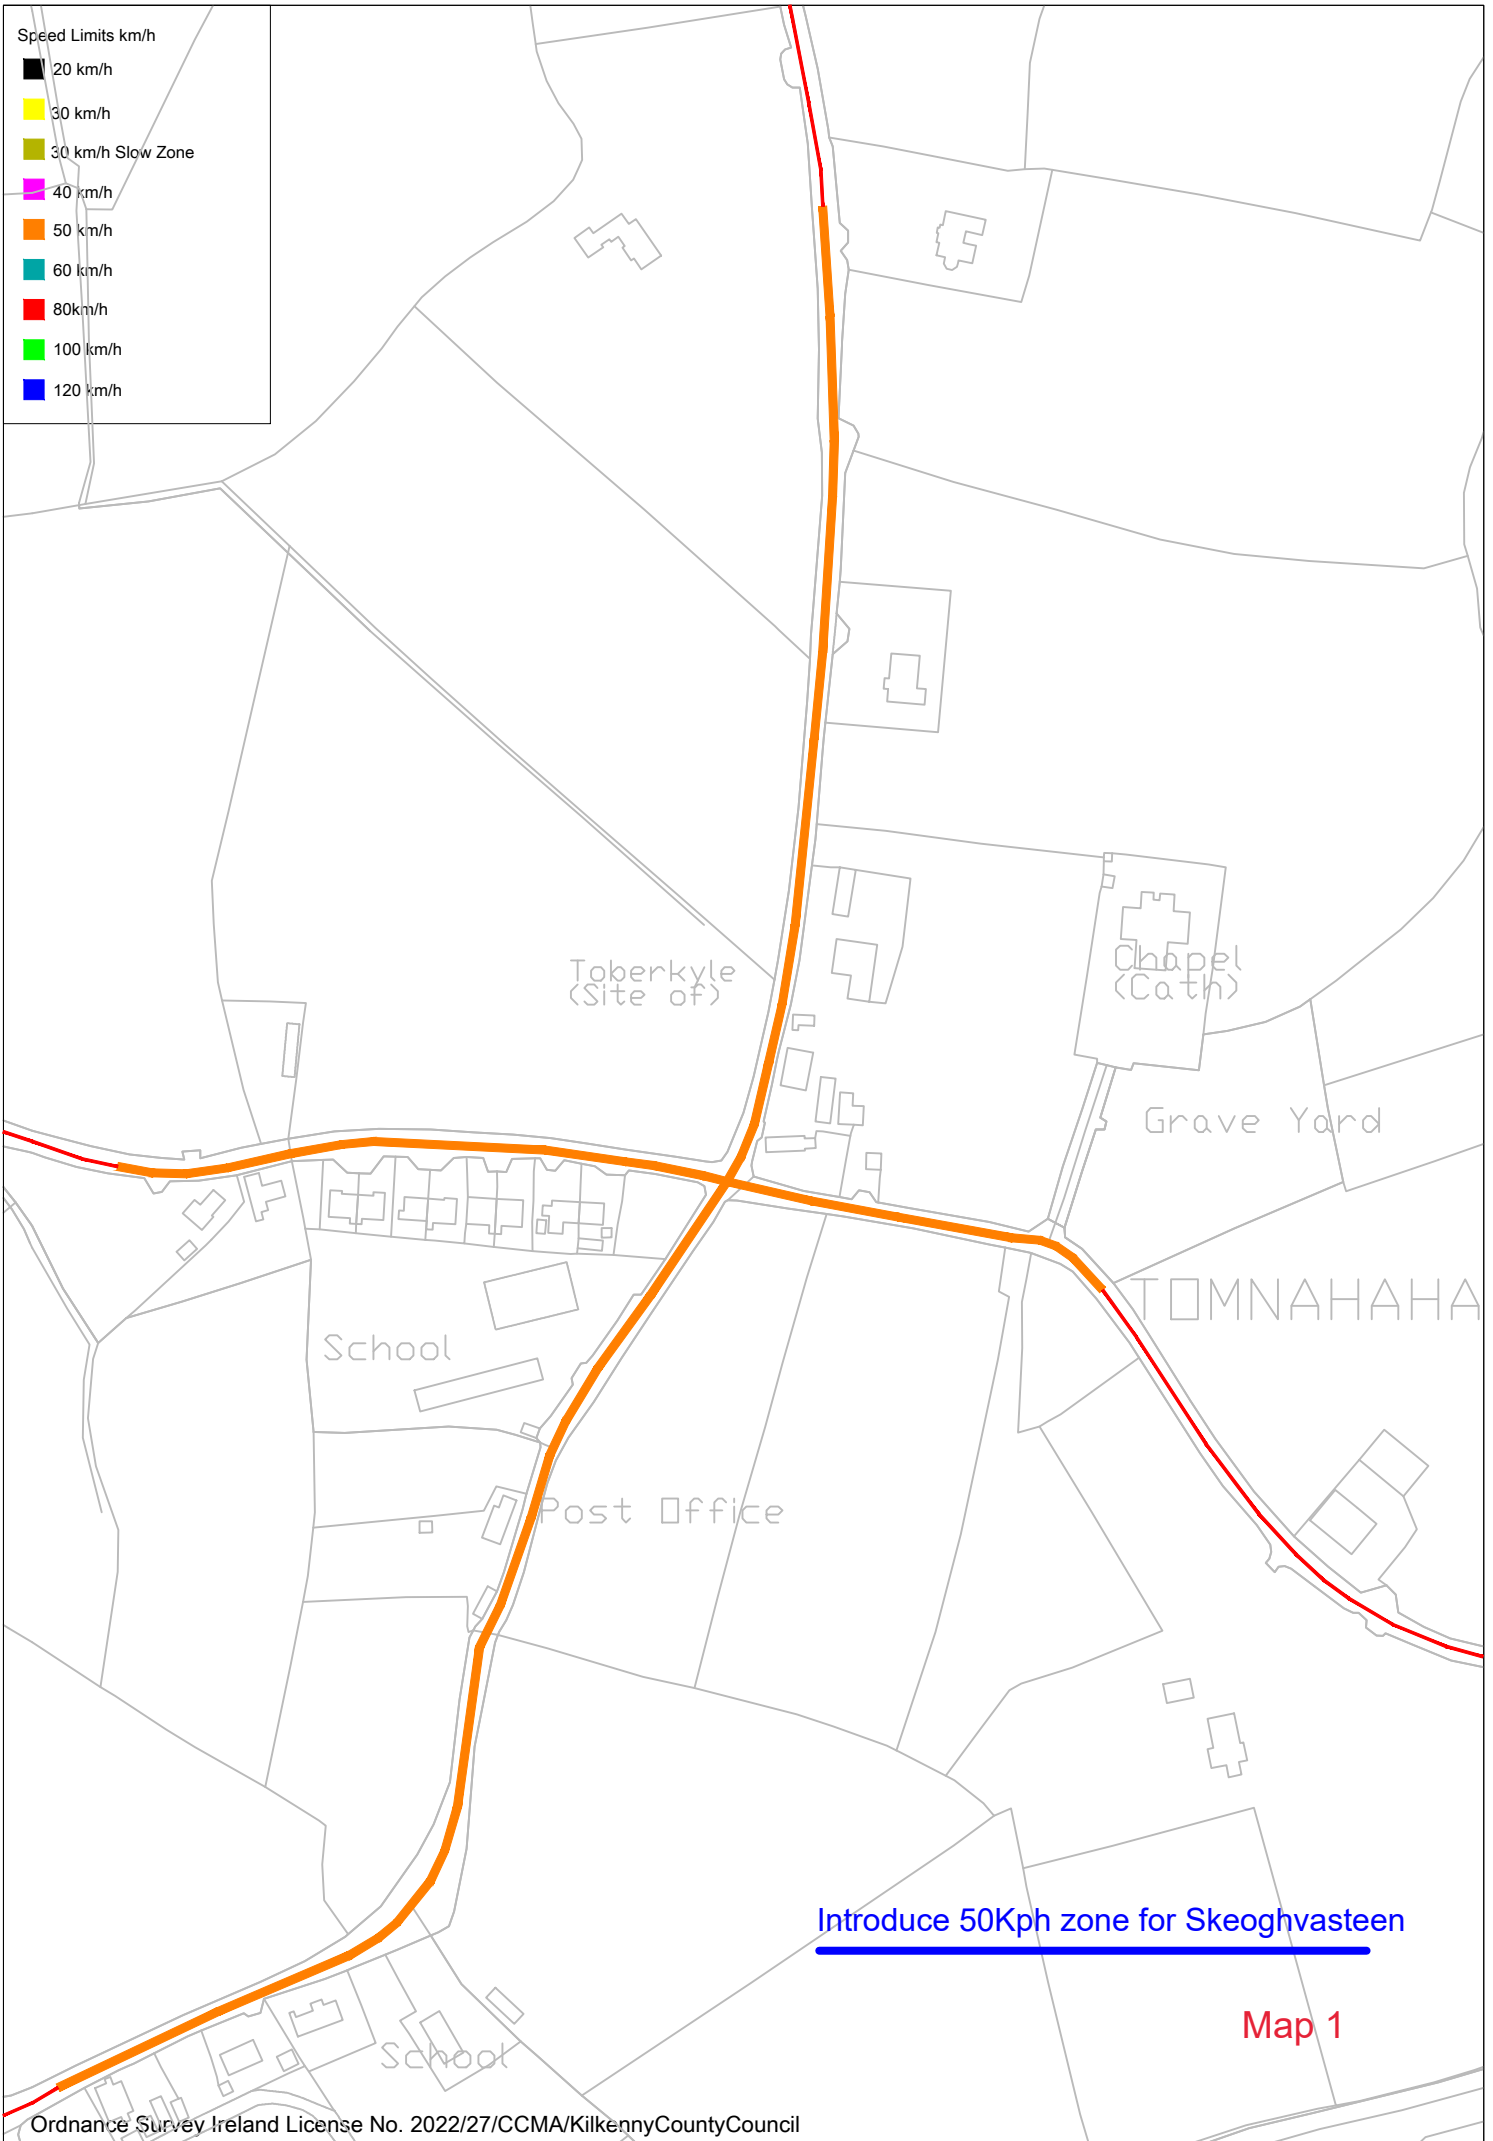 Speed Limits km/h
20 km/h
30 km/h
30 km/h Slow Zone
40 km/h
50 km/h
60 km/h
80km/h
100 km/h
120 km/h
Toberkyle
(Site of)
Chapel
(Cath)
Grave Yard
TOMNAHAHA
School
Post Office
Introduce 50Kph zone for Skeoghvasteen
Map 1
School
Ordnance Survey Ireland License No. 2022/27/CCMA/KilkennyCountyCouncil